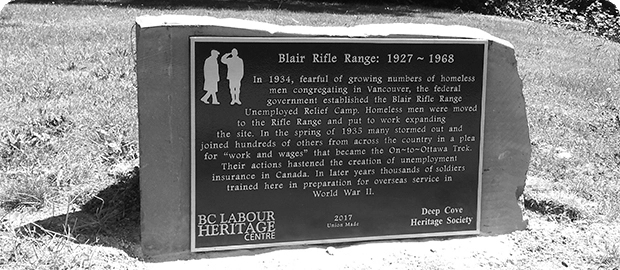 Blair Rifle Range: 1927 ~ 1968
In 1934, fearful of growing numbers of homeless
men congregating in Vancouver, the federal
government established the Blair Rifle Range
Unemployed Relief Camp. Homeless men were moved
to the Rifle Range and put to work expanding
the site. In the spring of 1935 many stormed out and
joined hundreds of others from across the country in a plea
for "work and wages" that became the On~to~Ottawa Trek.
Their actions hastened the creation of unemployment
insurance in Canada. In later years thousands of soldiers
trained here in preparation for overseas service in
World War II.
BC LABOUR
HERITAGE
CENTRE
2017
Union Made
Deep Cove
Heritage Society